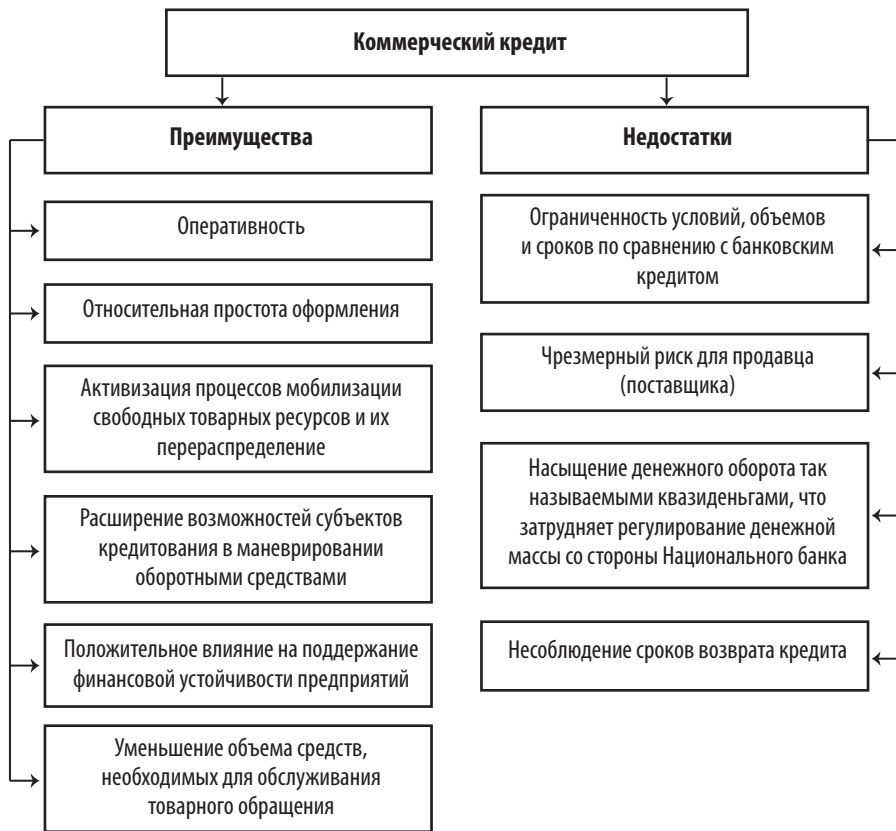 Коммерческий кредит
Преимущества
Оперативность
Относительная простота оформления
Активизация процессов мобилизации
свободных товарных ресурсов и их
перераспределение
Расширение возможностей субъектов
кредитования в маневрировании
оборотными средствами
Положительное влияние на поддержание
финансовой устойчивости предприятий
Уменьшение объема средств,
необходимых для обслуживания
товарного обращения
Недостатки
Ограниченность условий, объемов
и сроков по сравнению с банковским
кредитом
Чрезмерный риск для продавца
(поставщика)
Насыщение денежного оборота так
называемыми квазиденьгами, что
затрудняет регулирование денежной
массы со стороны Национального банка
Несоблюдение сроков возврата кредита